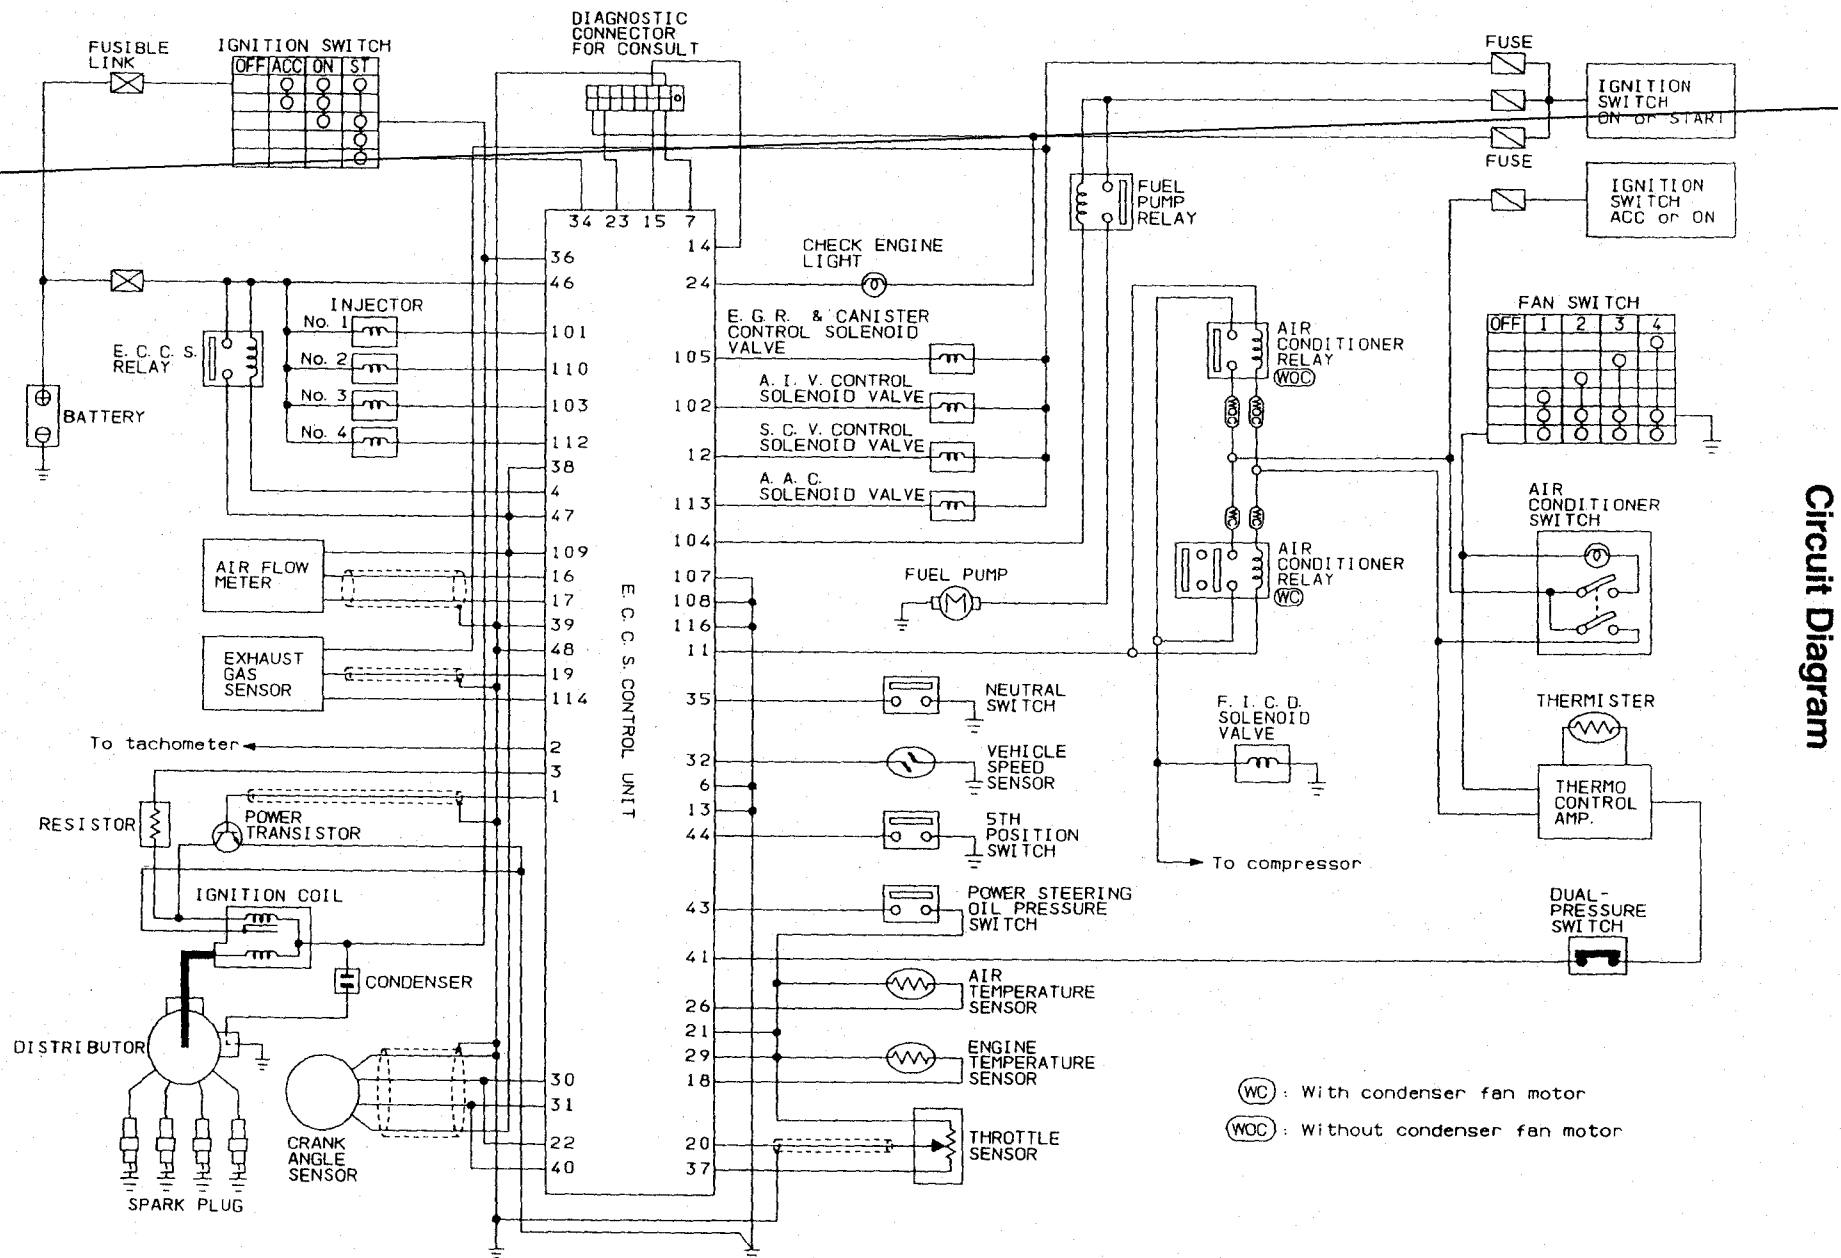 DIAGNOSTIC
CONNECTOR
FOR CONSULT
FUSIBLE
LINK
IGNITION SWITCH
OFF ACC ON ST
FUSE
IGNITION
SWITCH
ON or START
FUSE
IGNITION
SWITCH
ACC or ON
FUEL
PUMP
RELAY
34 23 15 7
14
36
46
24
CHECK ENGINE
LIGHT
INJECTOR
No. 1
No. 2
No. 3
No. 4
101
110
103
112
38
4
47
109
16
17
39
48
19
114
2
3
1
30
31
22
40
E. C. C. S.
RELAY
BATTERY
E. G. R. & CANISTER
CONTROL SOLENOID
VALVE
105
A. I. V. CONTROL
SOLENOID VALVE
102
S. C. V. CONTROL
SOLENOID VALVE
12
A. A. C.
SOLENOID VALVE
113
104
107
108
116
11
35
32
6
13
44
43
41
26
21
29
18
20
37
E. C. C. S. CONTROL UNIT
AIR FLOW
METER
EXHAUST
GAS
SENSOR
To tachometer
RESISTOR
POWER
TRANSISTOR
IGNITION COIL
CONDENSER
DISTRIBUTOR
CRANK
ANGLE
SENSOR
SPARK PLUG
FUEL PUMP
M
NEUTRAL
SWITCH
VEHICLE
SPEED
SENSOR
5TH
POSITION
SWITCH
POWER STEERING
OIL PRESSURE
SWITCH
AIR
TEMPERATURE
SENSOR
ENGINE
TEMPERATURE
SENSOR
THROTTLE
SENSOR
AIR
CONDITIONER
RELAY
WOC
WOC WOC
WC WC
AIR
CONDITIONER
RELAY
WC
F. I. C. D.
SOLENOID
VALVE
To compressor
FAN SWITCH
OFF 1 2 3 4
AIR
CONDITIONER
SWITCH
THERMISTER
THERMO
CONTROL
AMP.
DUAL-
PRESSURE
SWITCH
WC : With condenser fan motor
WOC : Without condenser fan motor
Circuit Diagram